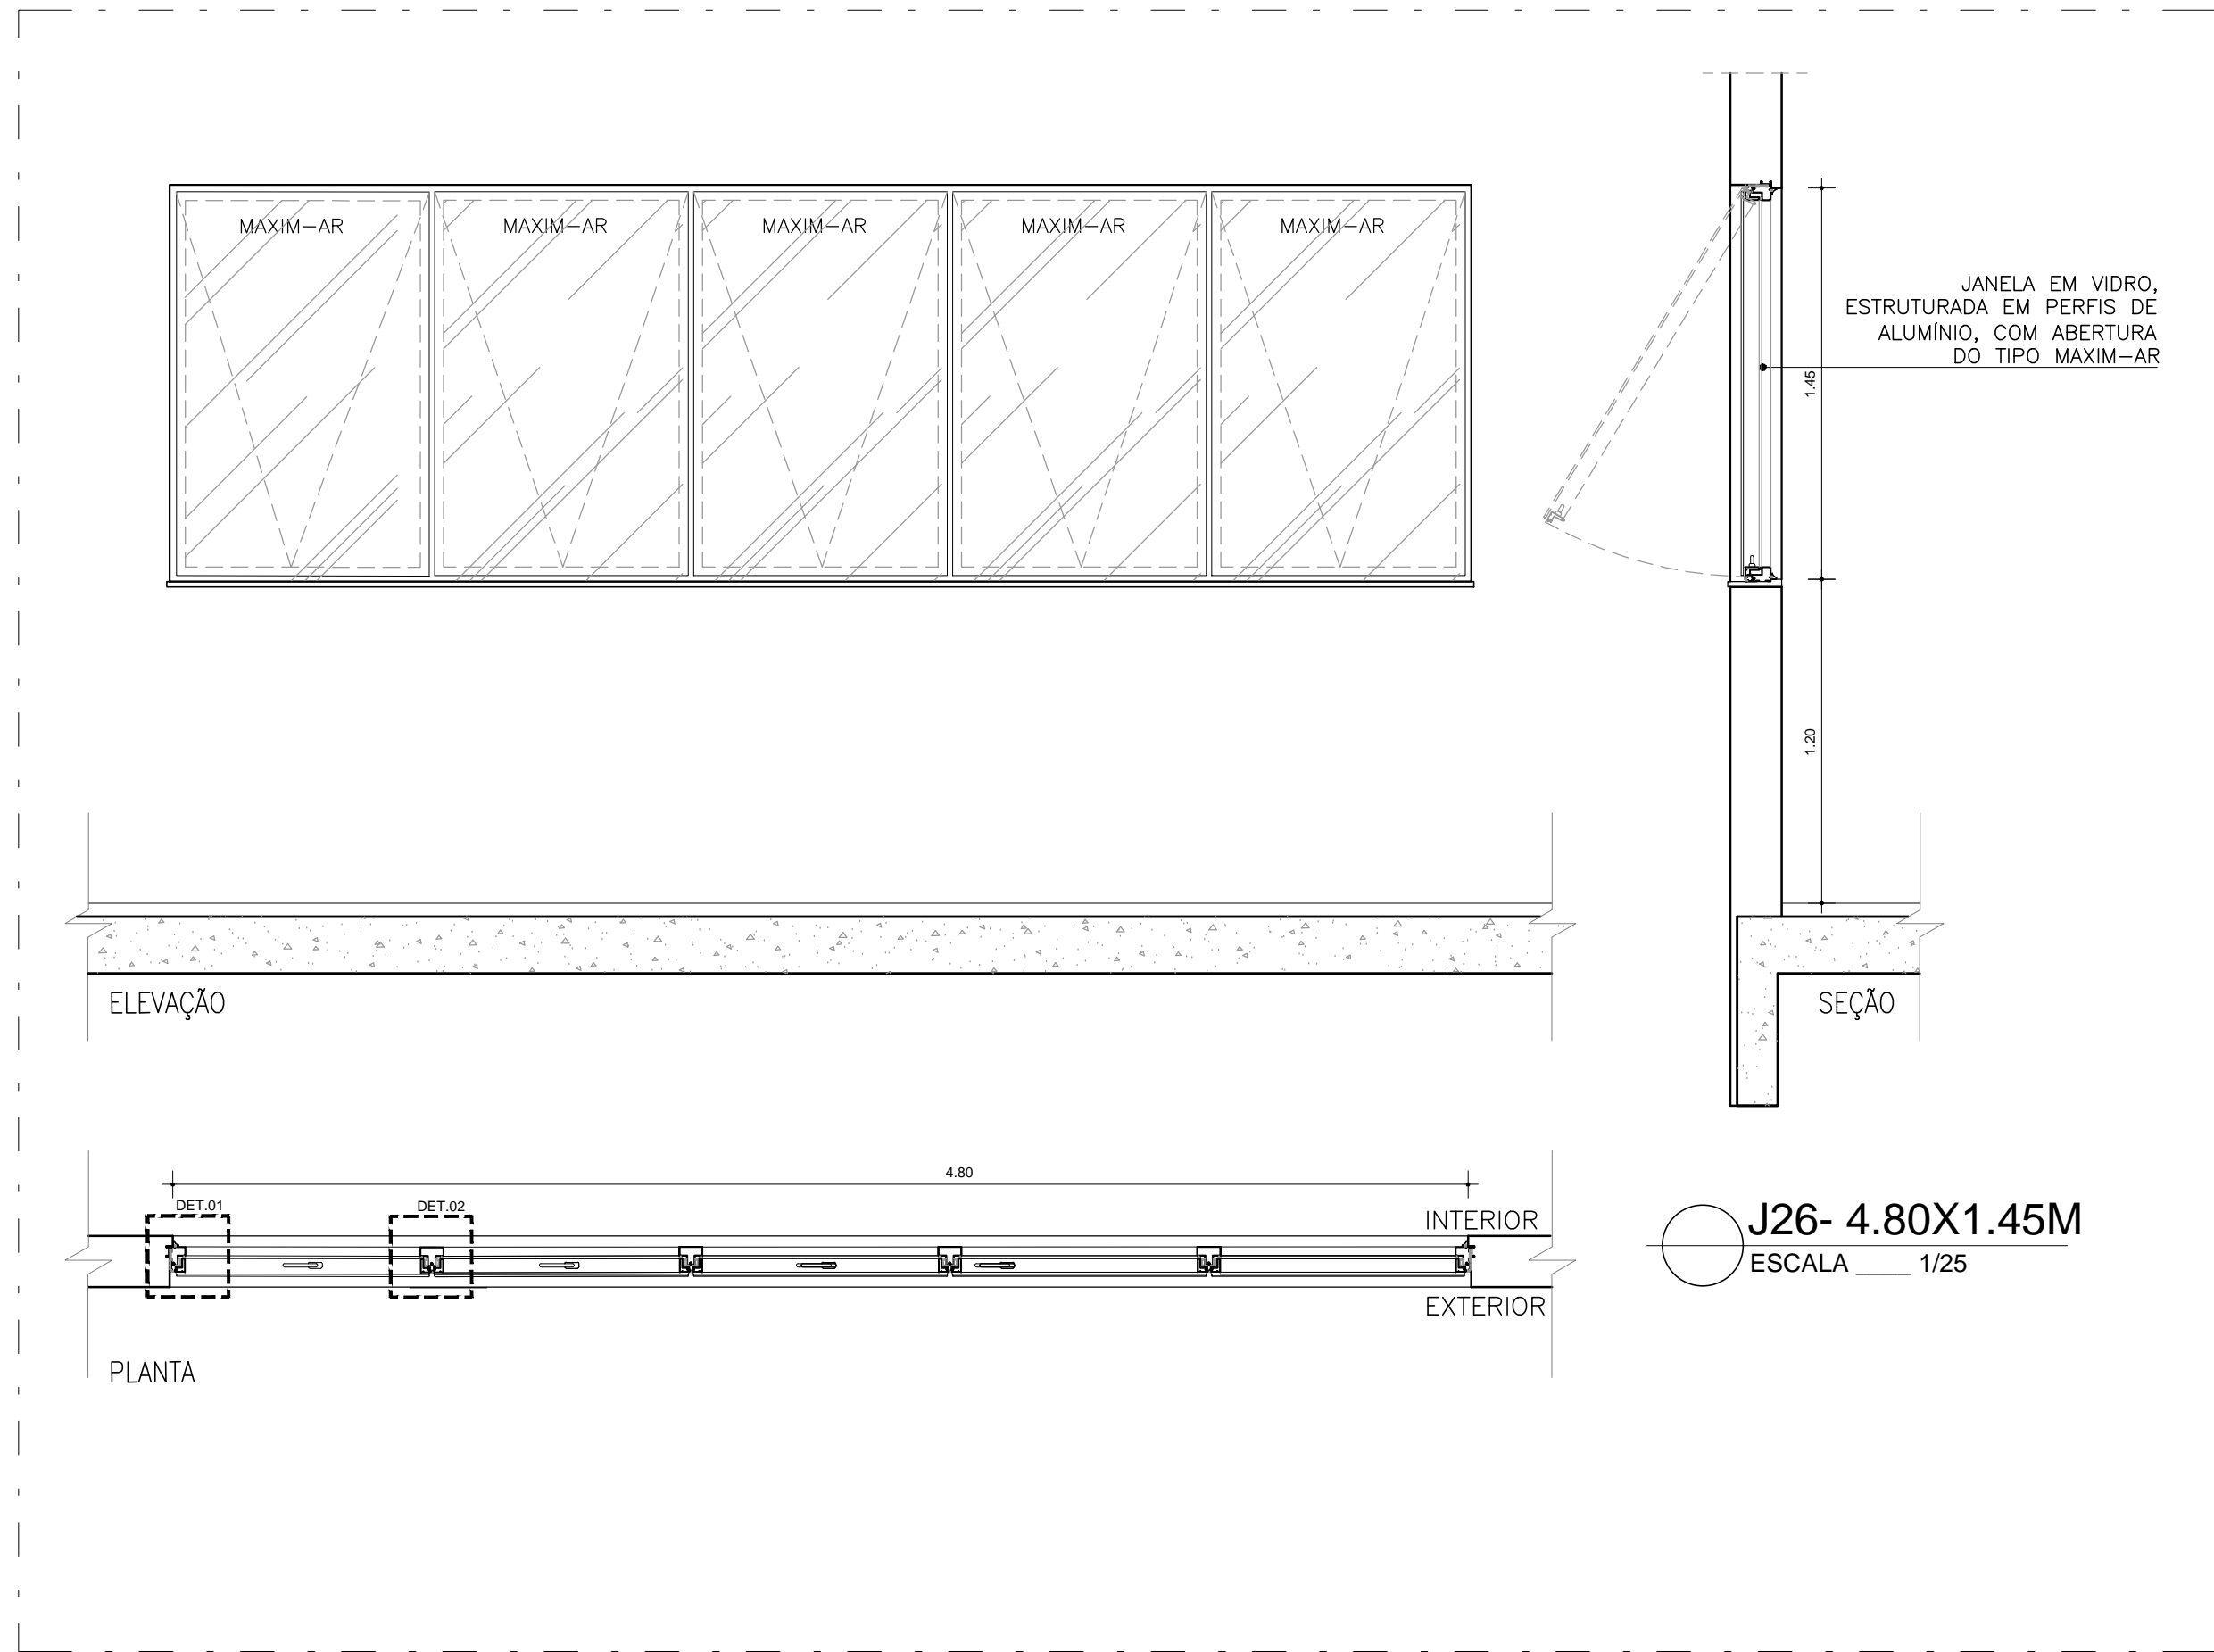 MAXIM-AR
MAXIM-AR
MAXIM-AR
MAXIM-AR
MAXIM-AR
JANELA EM VIDRO,
ESTRUTURADA EM PERFIS DE
ALUMÍNIO, COM ABERTURA
DO TIPO MAXIM-AR
1.45
1.20
ELEVAÇÃO
SEÇÃO
4.80
DET.01
DET.02
INTERIOR
EXTERIOR
PLANTA
J26- 4.80X1.45M
ESCALA ____ 1/25